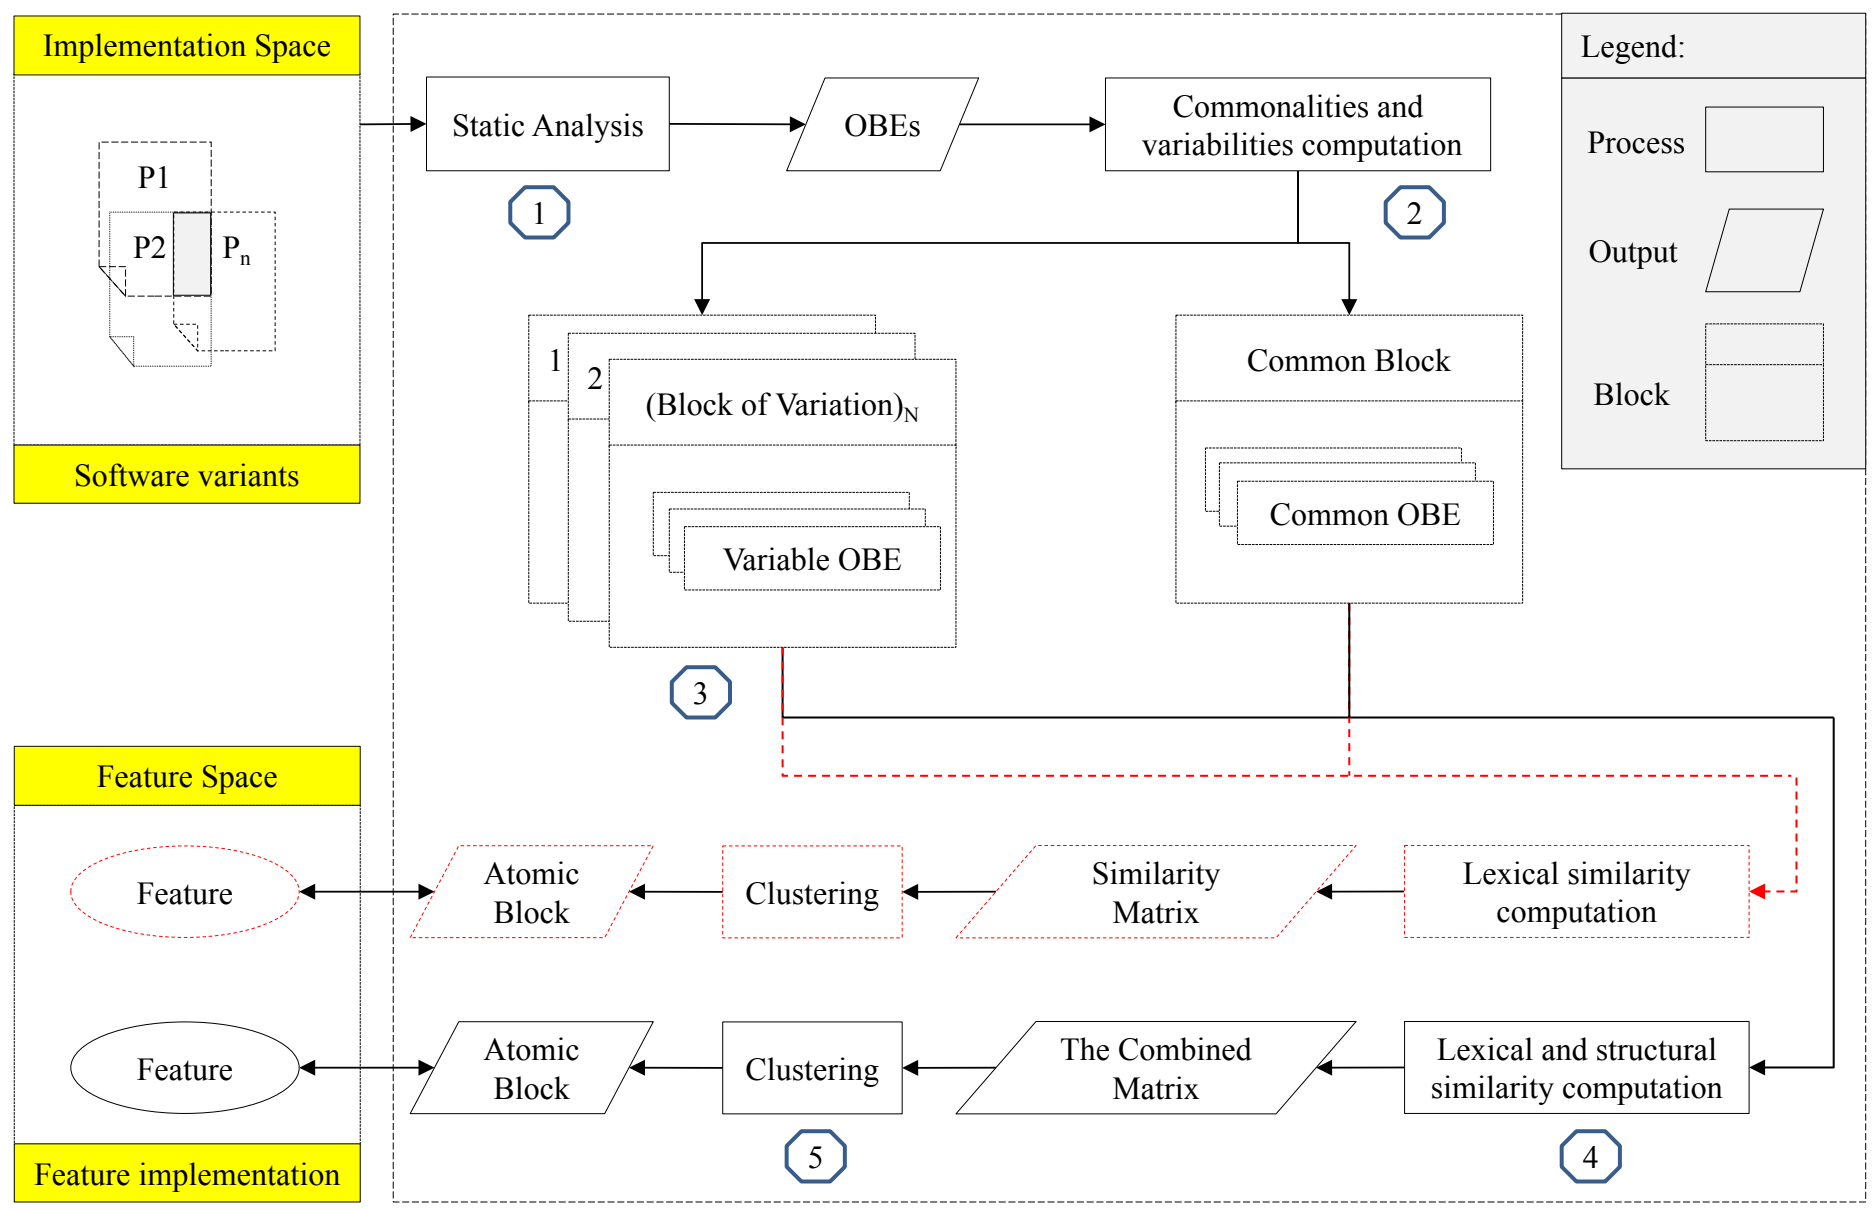 Implementation Space
P1
P2
Pn
Software variants
Static Analysis
OBEs
Commonalities and
variabilities computation
1
2
Legend:
Process
Output
Block
1
2
(Block of Variation)N
Variable OBE
Common Block
Common OBE
3
Feature Space
Feature
Atomic
Block
Clustering
Similarity
Matrix
Lexical similarity
computation
Feature
Atomic
Block
Clustering
The Combined
Matrix
Lexical and structural
similarity computation
5
4
Feature implementation